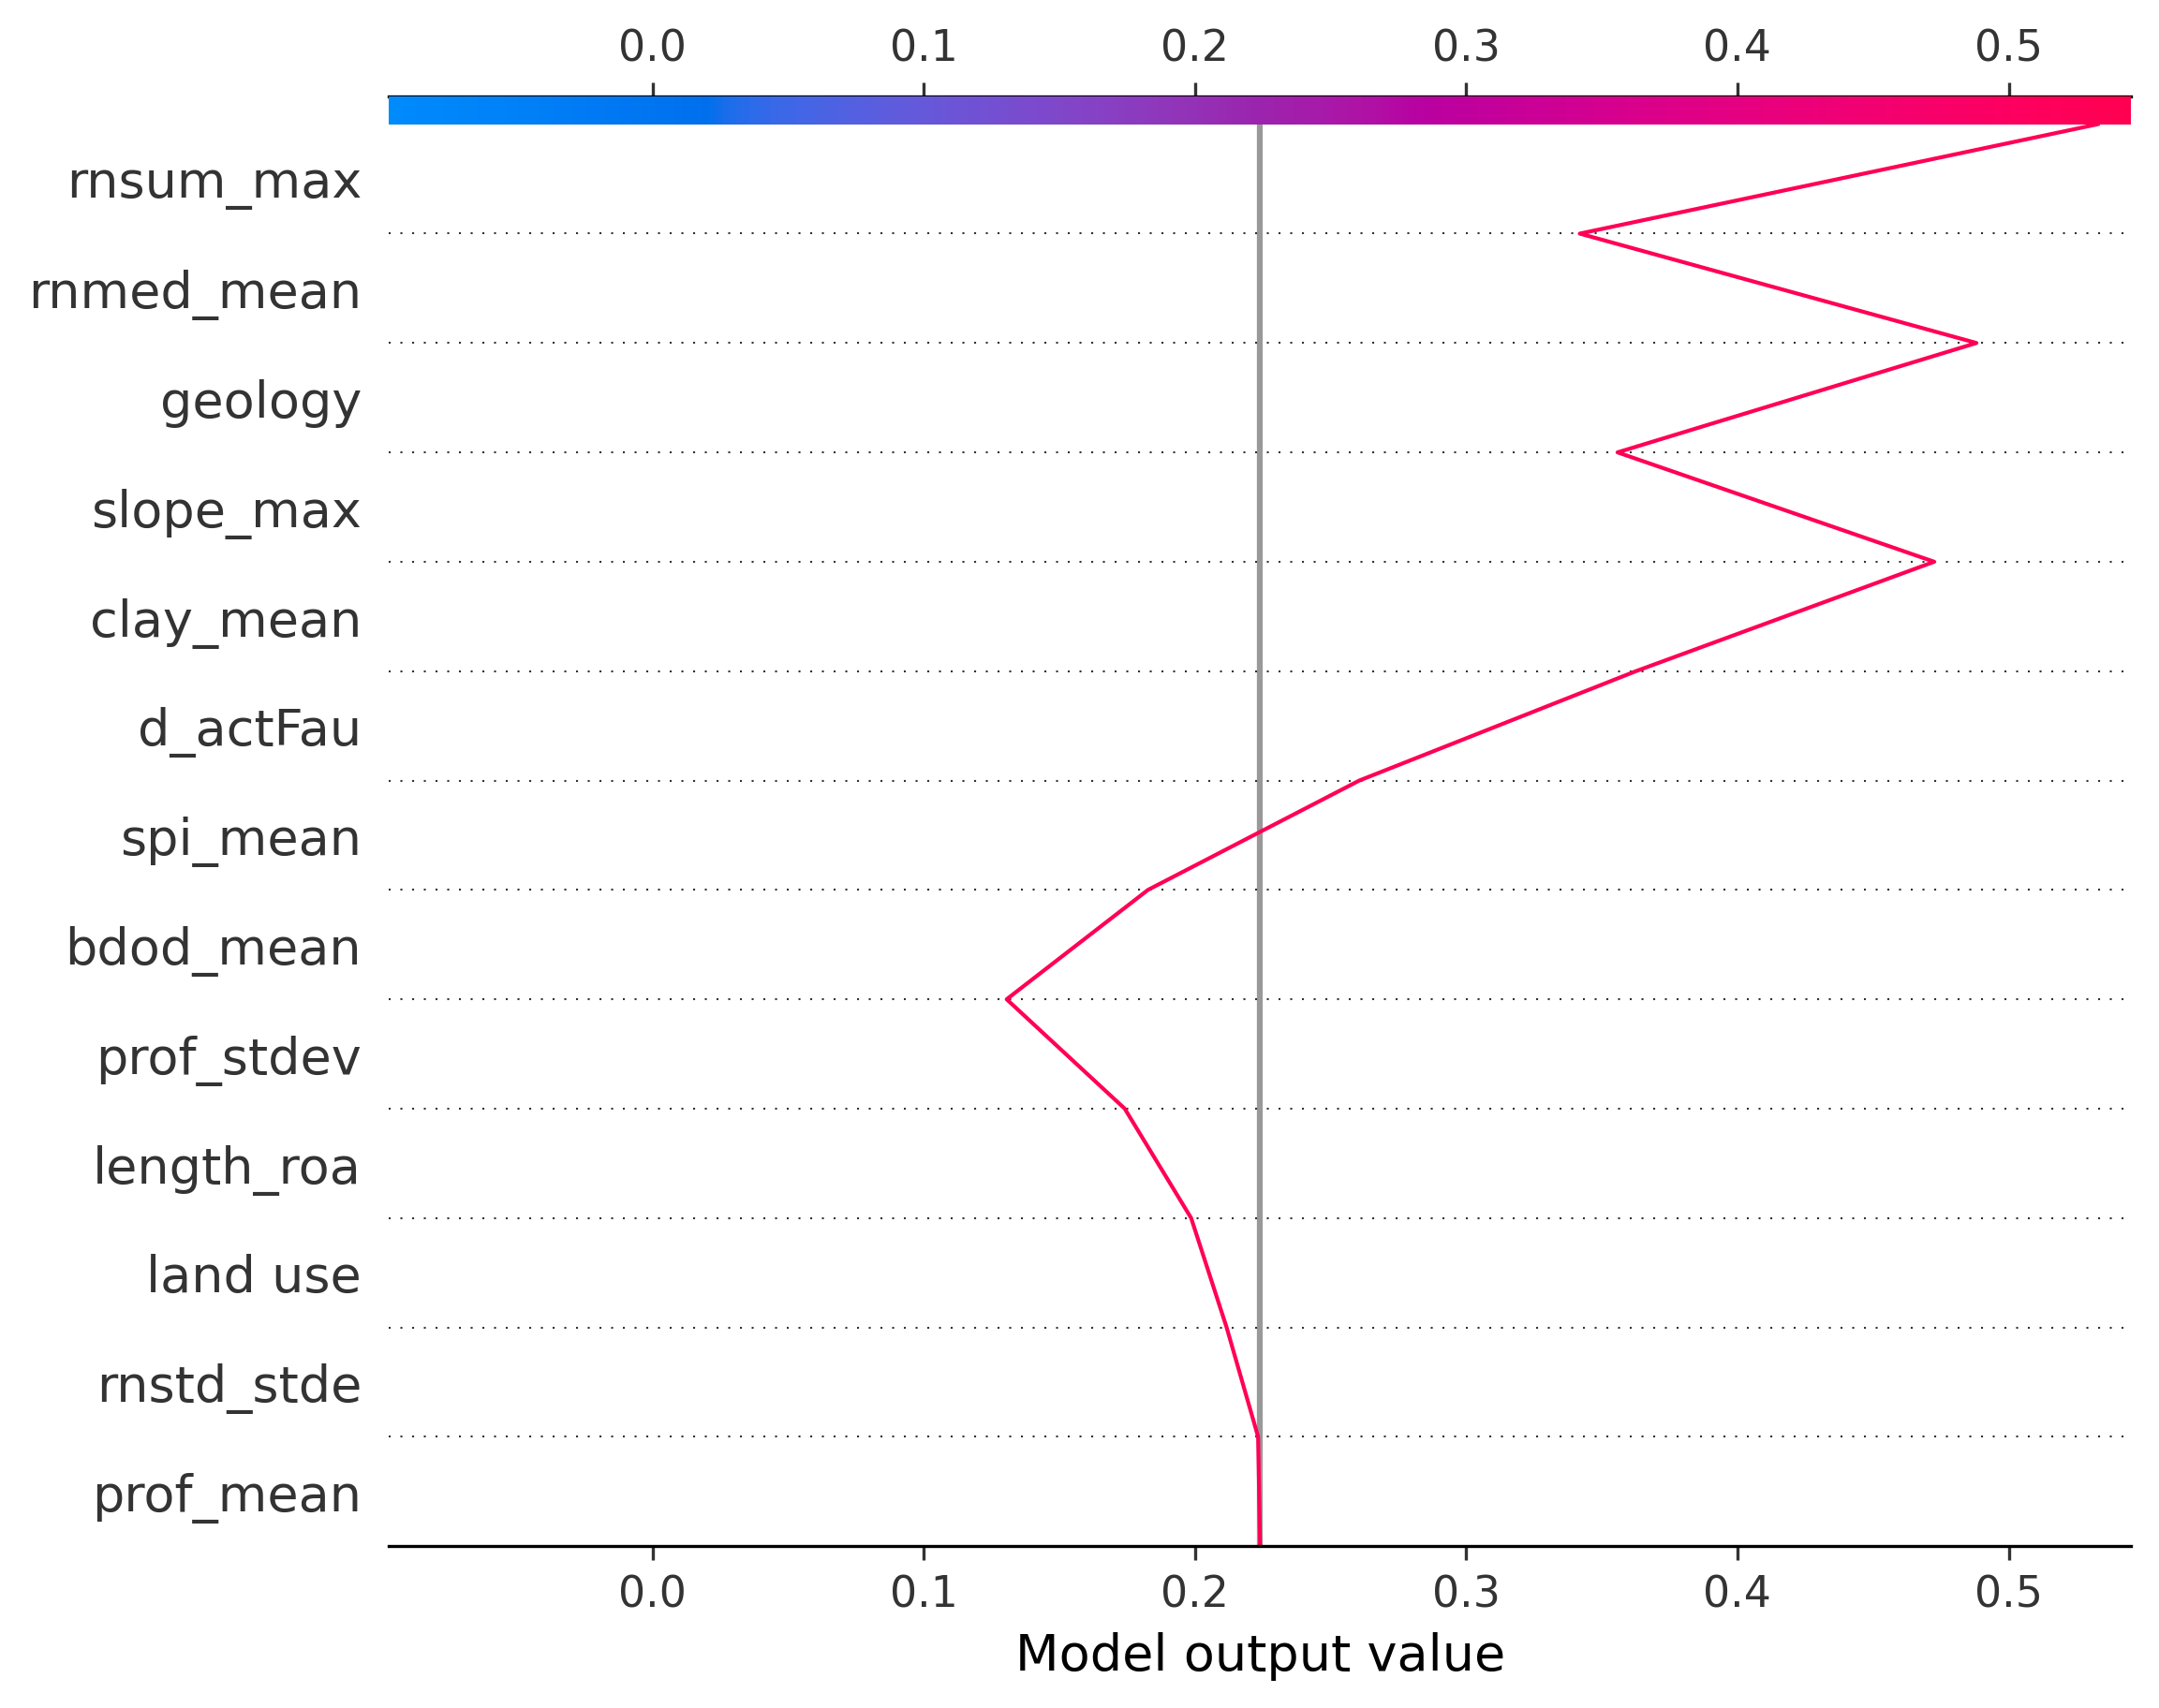 0.0 0.1 0.2 0.3 0.4 0.5
rnsum_max
rnmed_mean
geology
slope_max
clay_mean
d_actFau
spi_mean
bdod_mean
prof_stdev
length_roa
land use
rnstd_stde
prof_mean
0.0 0.1 0.2 0.3 0.4 0.5
Model output value